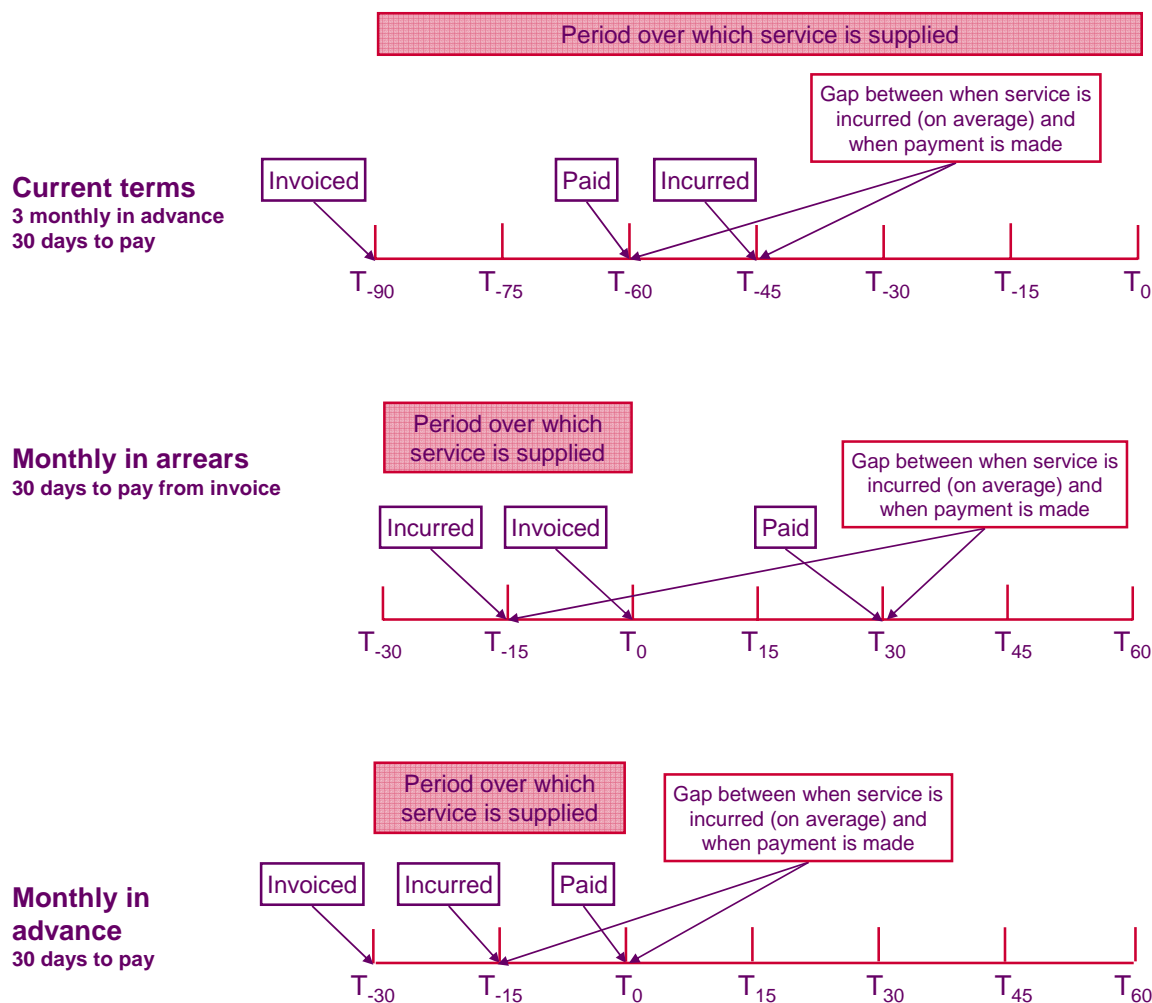 Period over which service is supplied
Gap between when service is
incurred (on average) and
when payment is made
Current terms
3 monthly in advance
30 days to pay
Invoiced
Paid
Incurred
T-90
T-75
T-60
T-45
T-30
T-15
T0
Period over which
service is supplied
Monthly in arrears
30 days to pay from invoice
Gap between when service is
incurred (on average) and
when payment is made
Incurred
Invoiced
Paid
T-30
T-15
T0
T15
T30
T45
T60
Period over which
service is supplied
Gap between when service is
incurred (on average) and
when payment is made
Monthly in
advance
30 days to pay
Invoiced
Incurred
Paid
T-30
T-15
T0
T15
T30
T45
T60